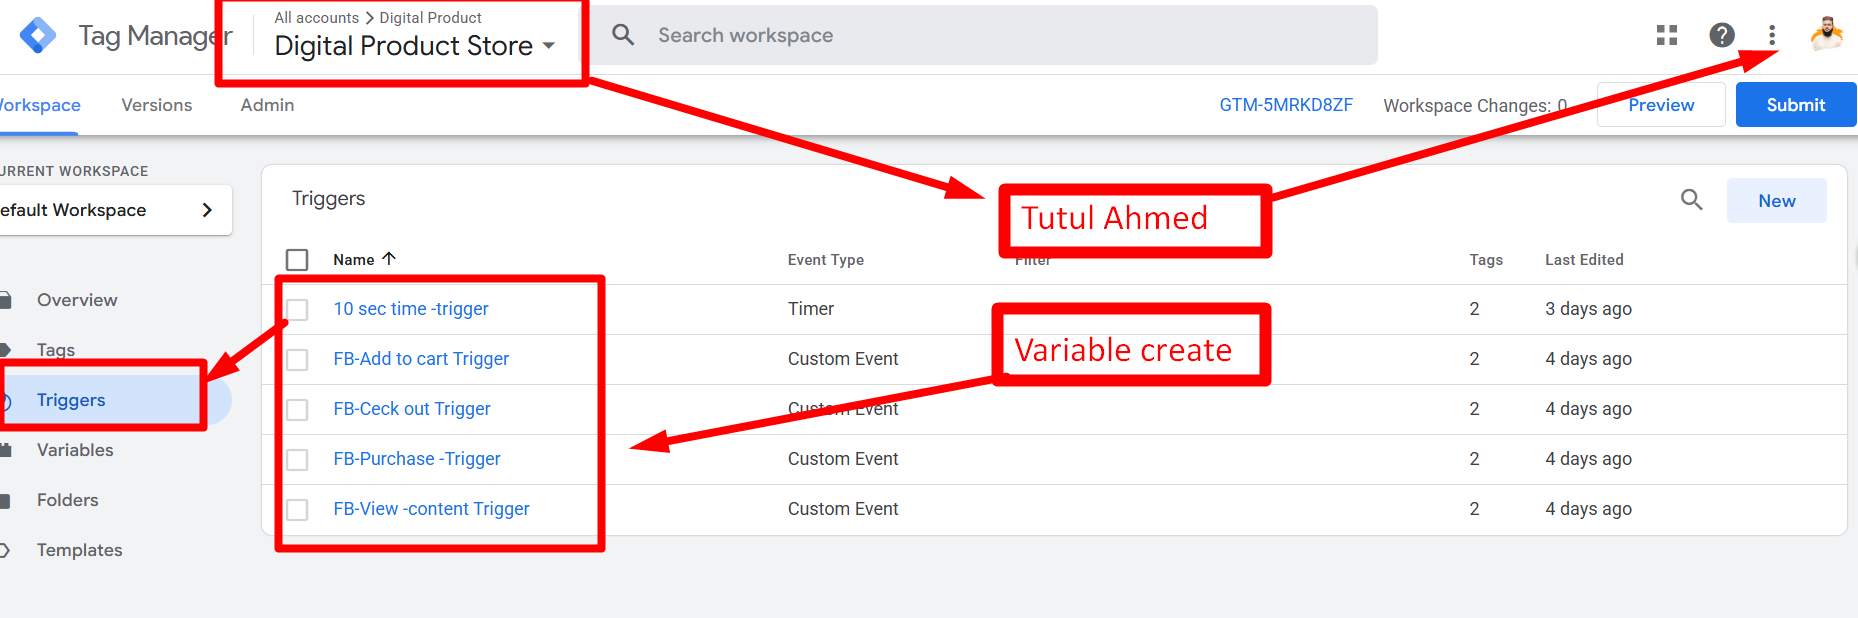 All accounts > Digital Product
Tag Manager
Digital Product Store
Search workspace
orkspace
Versions
Admin
GTM-5MRKD8ZF
Workspace Changes: 0
Preview
Submit
URRENT WORKSPACE
efault Workspace
Triggers
Tutul Ahmed
New
Name
Event Type
Filter
Tags
Last Edited
Overview
10 sec time -trigger
Timer
2
3 days ago
Tags
FB-Add to cart Trigger
Custom Event
Variable create
2
4 days ago
Triggers
FB-Ceck out Trigger
Custom Event
2
4 days ago
Variables
FB-Purchase -Trigger
Custom Event
2
4 days ago
Folders
FB-View -content Trigger
Custom Event
2
4 days ago
Templates